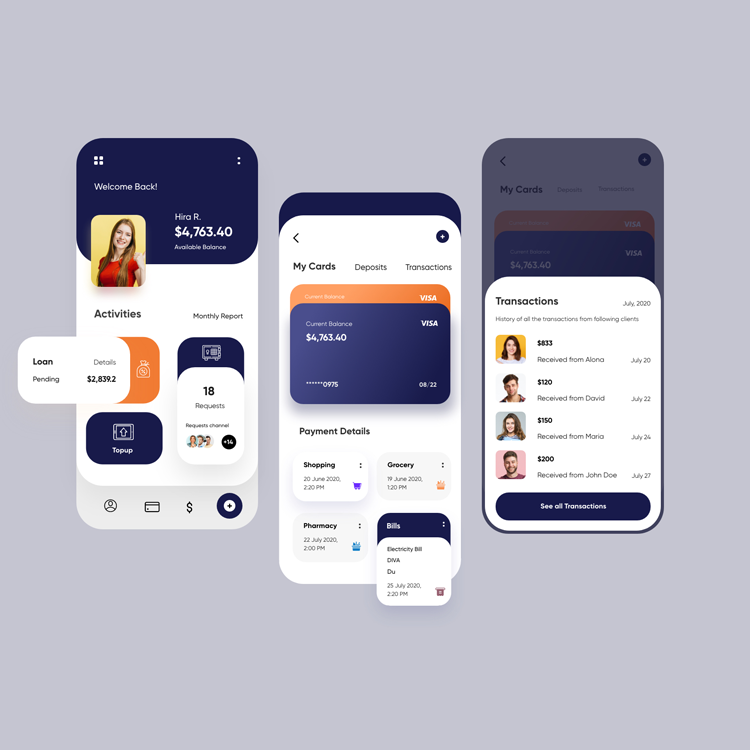 Welcome Back!
Hira R.
$4,763.40
Available Balance
Activities
Monthly Report
Loan
Details
Pending
$2,839.2
18
Requests
Requests channel
+14
Topup
$
My Cards
Deposits
Transactions
Current Balance
VISA
Current Balance
VISA
$4,763.40
******0975
08/22
Payment Details
Shopping
20 June 2020,
2:20 PM
Grocery
19 June 2020,
1:20 PM
Pharmacy
22 July 2020,
2:00 PM
Bills
Electricity Bill
DIVA
Du
25 July 2020,
2:20 PM
My Cards
Deposits
Transactions
VISA
Current Balance
VISA
$4,763.40
Transactions
July, 2020
History of all the transactions from following clients
$833
Received from Alona
July 20
$120
Received from David
July 22
$150
Received from Maria
July 24
$200
Received from John Doe
July 27
See all Transactions